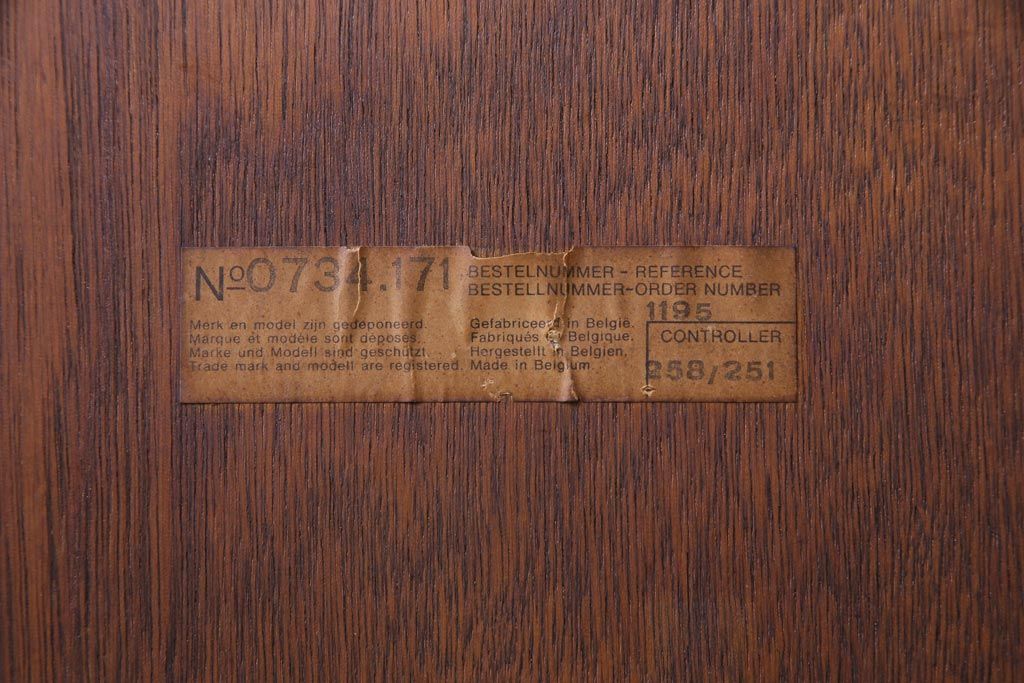 Nº 0734.171
BESTELNUMMER - REFERENCE
BESTELLNUMMER-ORDER NUMBER
1195
Merk en model zijn gedeponeerd.
Marque et modèle sont déposés.
Marke und Modell sind geschützt.
Trade mark and modell are registered.
Gefabriceerd in België.
Fabriqués en Belgique.
Hergestellt in Belgien.
Made in Belgium.
CONTROLLER
258/251